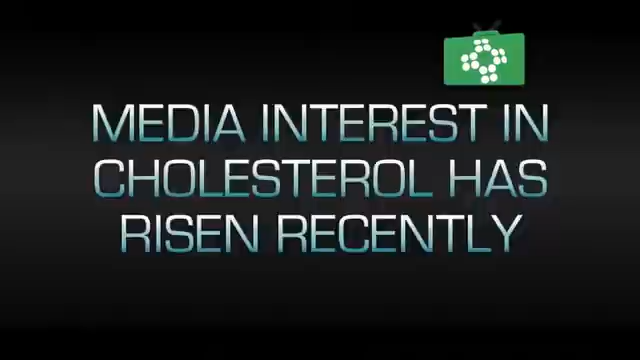 MEDIA INTEREST IN
CHOLESTEROL HAS
RISEN RECENTLY